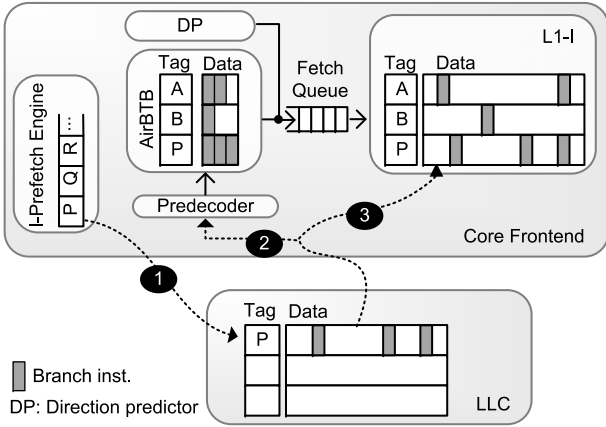 DP
L1-I
Tag Data
Fetch
Queue
Tag Data
A
B
P
AirBTB
A
B
P
I-Prefetch Engine
P Q R ...
Predecoder
3
2
Core Frontend
1
Tag Data
P
Branch inst.
DP: Direction predictor
LLC